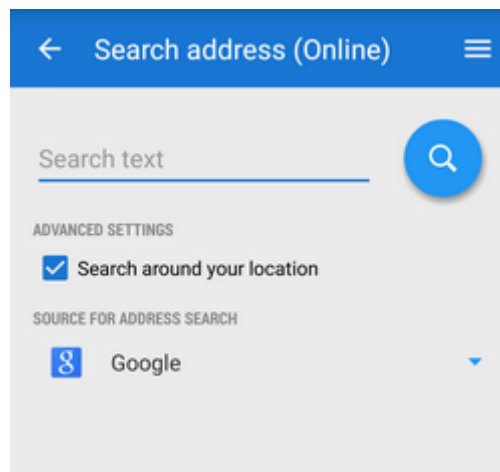 Search address (Online)
Search text
ADVANCED SETTINGS
Search around your location
SOURCE FOR ADDRESS SEARCH
8 Google